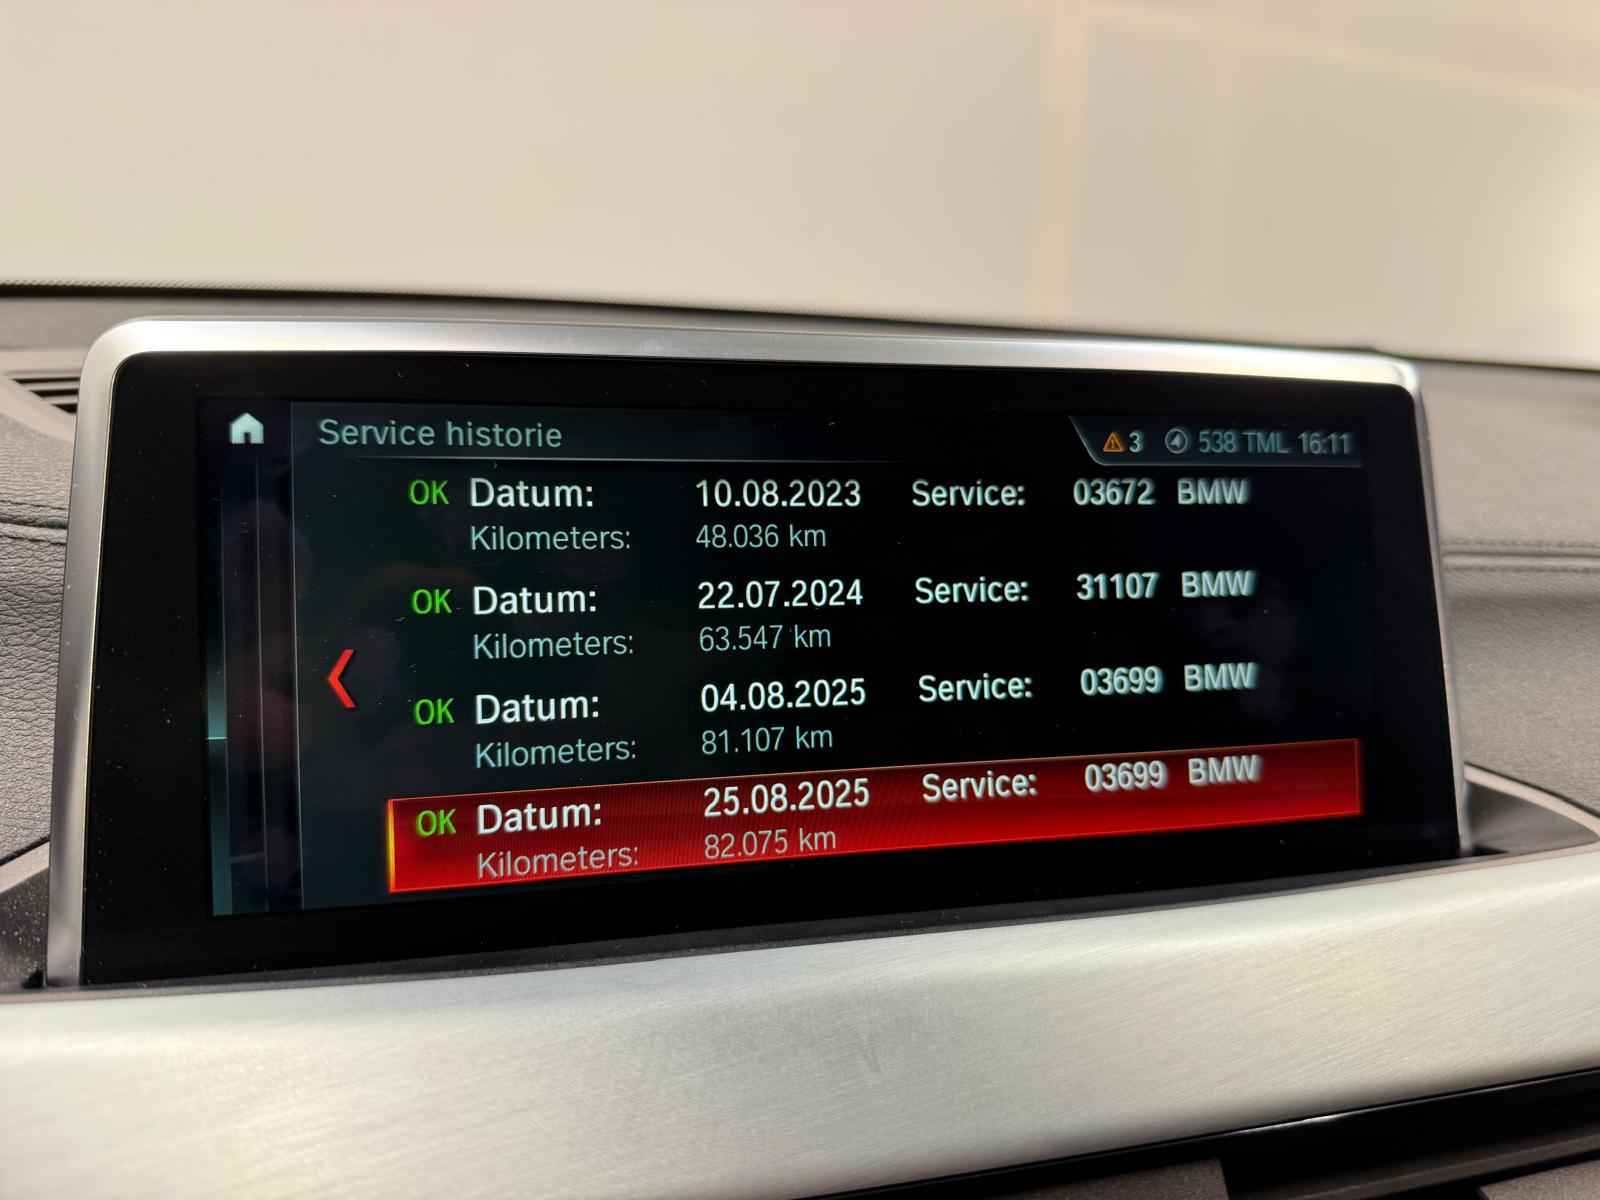 Service historie
3 538 TML 16:11
OK Datum: 10.08.2023 Service: 03672 BMW
Kilometers: 48.036 km
OK Datum: 22.07.2024 Service: 31107 BMW
Kilometers: 63.547 km
OK Datum: 04.08.2025 Service: 03699 BMW
Kilometers: 81.107 km
OK Datum: 25.08.2025 Service: 03699 BMW
Kilometers: 82.075 km